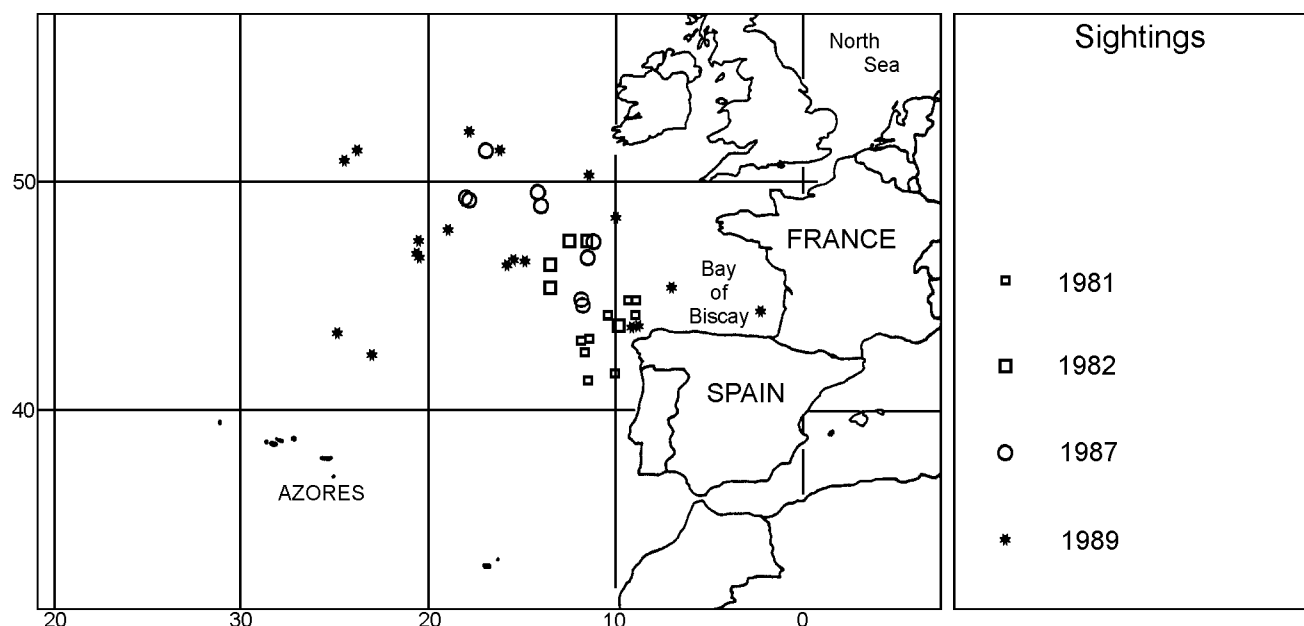 North
Sea
Sightings
50
FRANCE
Bay
of
Biscay
1981
1982
SPAIN
40
1987
AZORES
1989
20
30
20
10
0